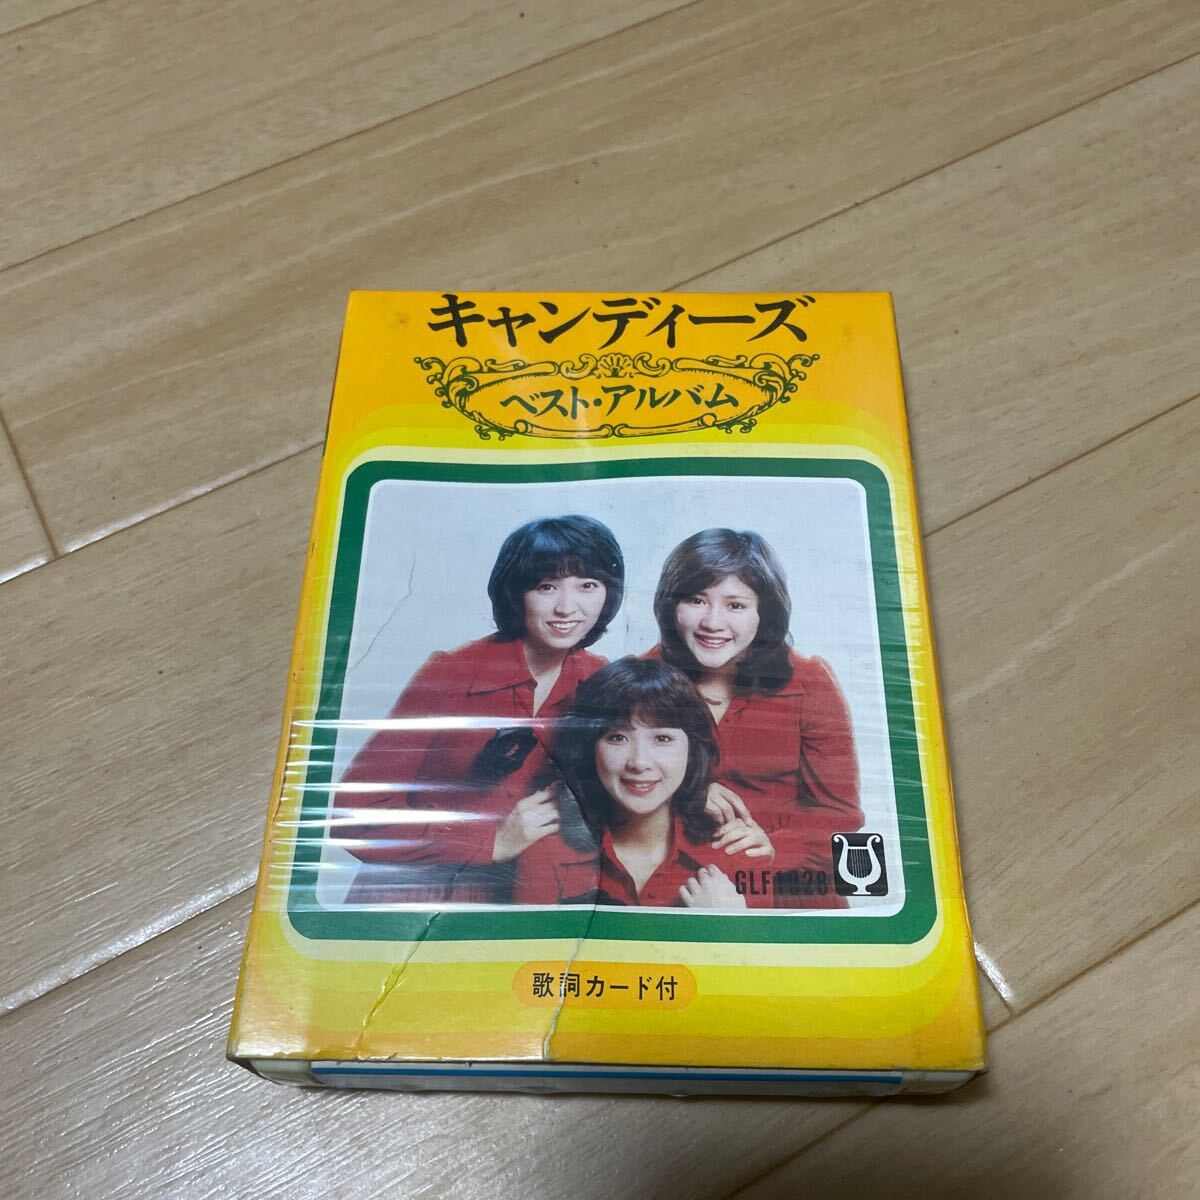 キャンディーズ
ベスト・アルバム
GLF1028
歌詞カード付